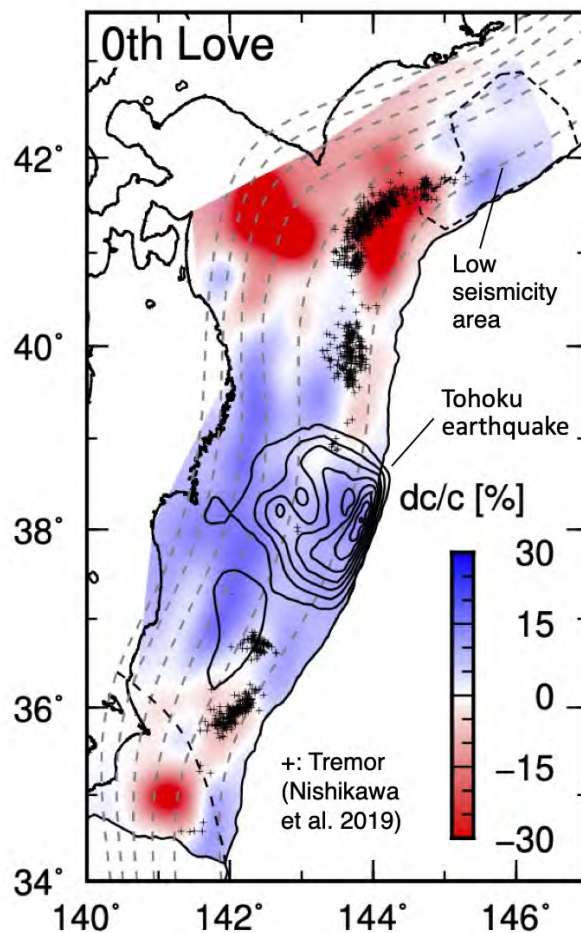 0th Love
42˚
Low
seismicity
area
40˚
Tohoku
earthquake
dc/c [%]
38˚
30
15
0
−15
−30
36˚
+: Tremor
(Nishikawa
et al. 2019)
34˚
140˚ 142˚ 144˚ 146˚